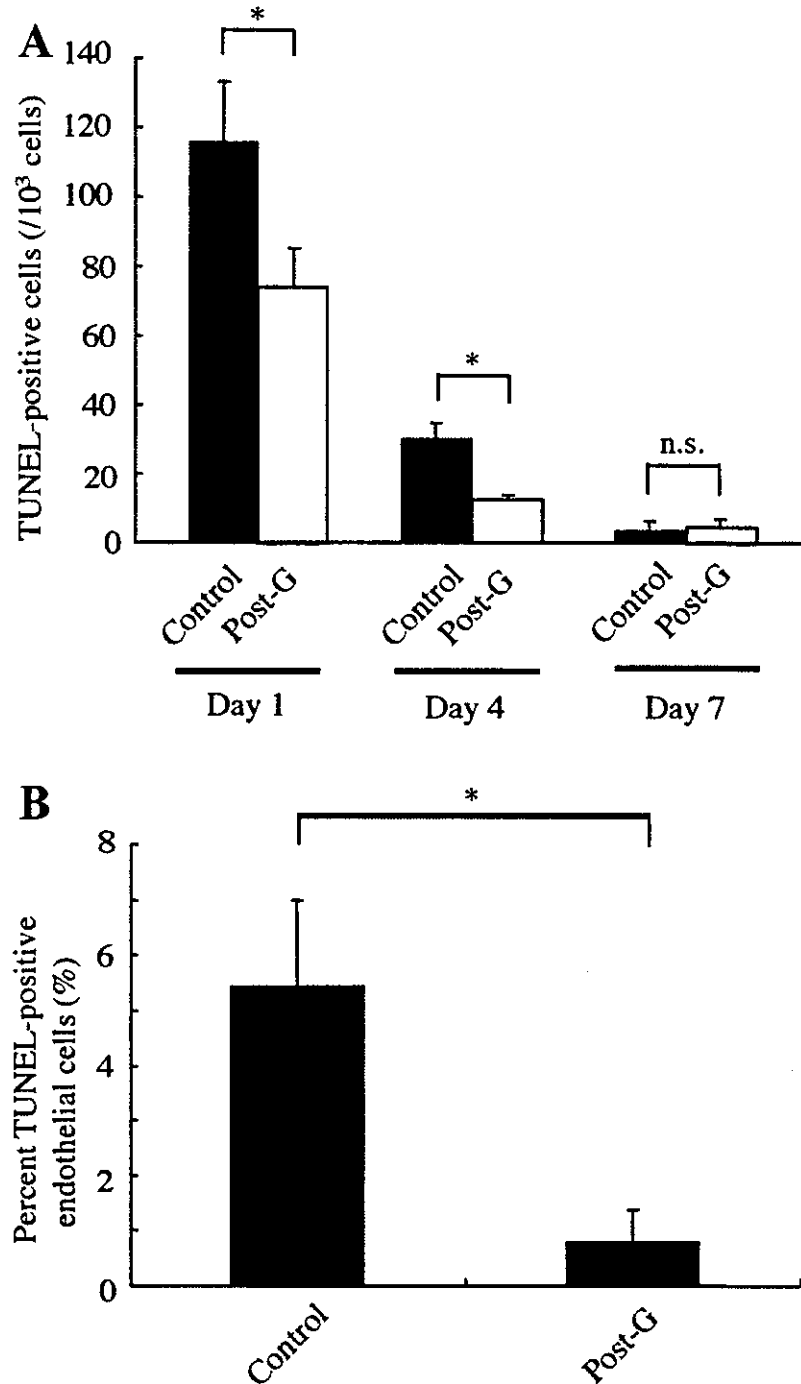 A
*
TUNEL-positive cells (/10³ cells)
140
120
100
80
60
40
20
0
*
n.s.
Control
Post-G
Control
Post-G
Control
Post-G
Day 1
Day 4
Day 7
B
*
Percent TUNEL-positive
endothelial cells (%)
8
6
4
2
0
Control
Post-G